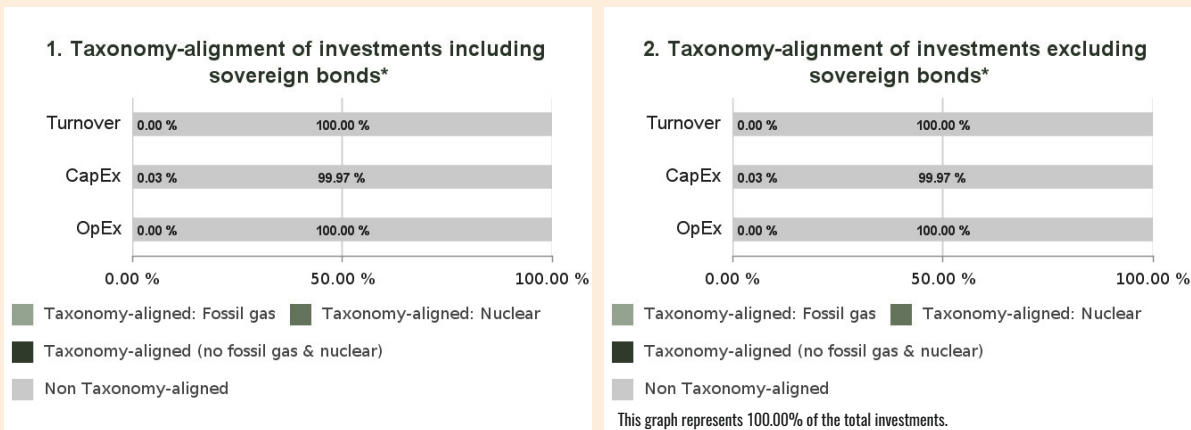 1. Taxonomy-alignment of investments including
sovereign bonds*
Turnover 0.00 % 100.00 %
CapEx 0.03 % 99.97 %
OpEx 0.00 % 100.00 %
0.00 % 50.00 % 100.00 %
Taxonomy-aligned: Fossil gas Taxonomy-aligned: Nuclear
Taxonomy-aligned (no fossil gas & nuclear)
Non Taxonomy-aligned
2. Taxonomy-alignment of investments excluding
sovereign bonds*
Turnover 0.00 % 100.00 %
CapEx 0.03 % 99.97 %
OpEx 0.00 % 100.00 %
0.00 % 50.00 % 100.00 %
Taxonomy-aligned: Fossil gas Taxonomy-aligned: Nuclear
Taxonomy-aligned (no fossil gas & nuclear)
Non Taxonomy-aligned
This graph represents 100.00% of the total investments.